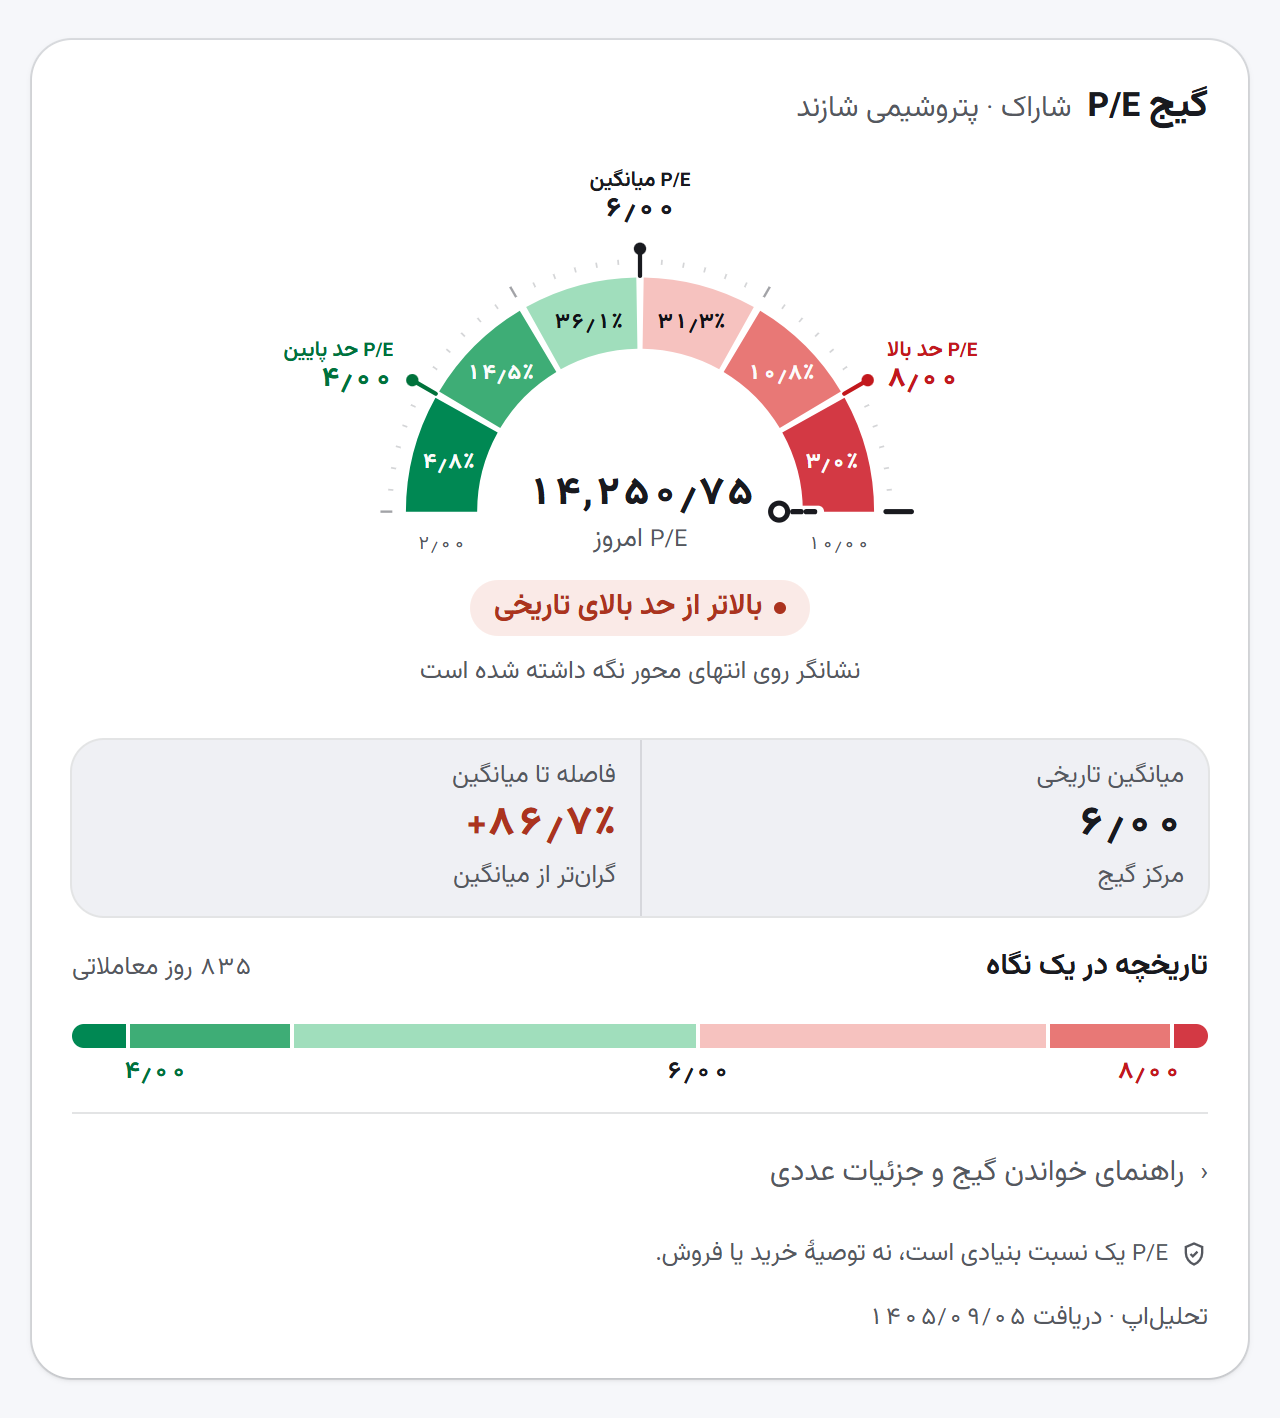 گیج P/E شاراک · پتروشیمی شازند
P/E میانگین
۶٫۰۰
۳۶٫۱٪
۳۱٫۳٪
P/E حد پایین
۴٫۰۰
P/E حد بالا
۸٫۰۰
۱۴٫۵٪
۱۰٫۸٪
۴٫۸٪
۳٫۰٪
۱۴,۲۵۰٫۷۵
P/E امروز
۲٫۰۰
۱۰٫۰۰
بالاتر از حد بالای تاریخی
نشانگر روی انتهای محور نگه داشته شده است
میانگین تاریخی
۶٫۰۰
مرکز گیج
فاصله تا میانگین
+۸۶٫۷٪
گران‌تر از میانگین
تاریخچه در یک نگاه
۸۳۵ روز معاملاتی
۸٫۰۰
۶٫۰۰
۴٫۰۰
‹ راهنمای خواندن گیج و جزئیات عددی
P/E یک نسبت بنیادی است، نه توصیهٔ خرید یا فروش.
تحلیل‌اپ · دریافت ۱۴۰۵/۰۹/۰۵